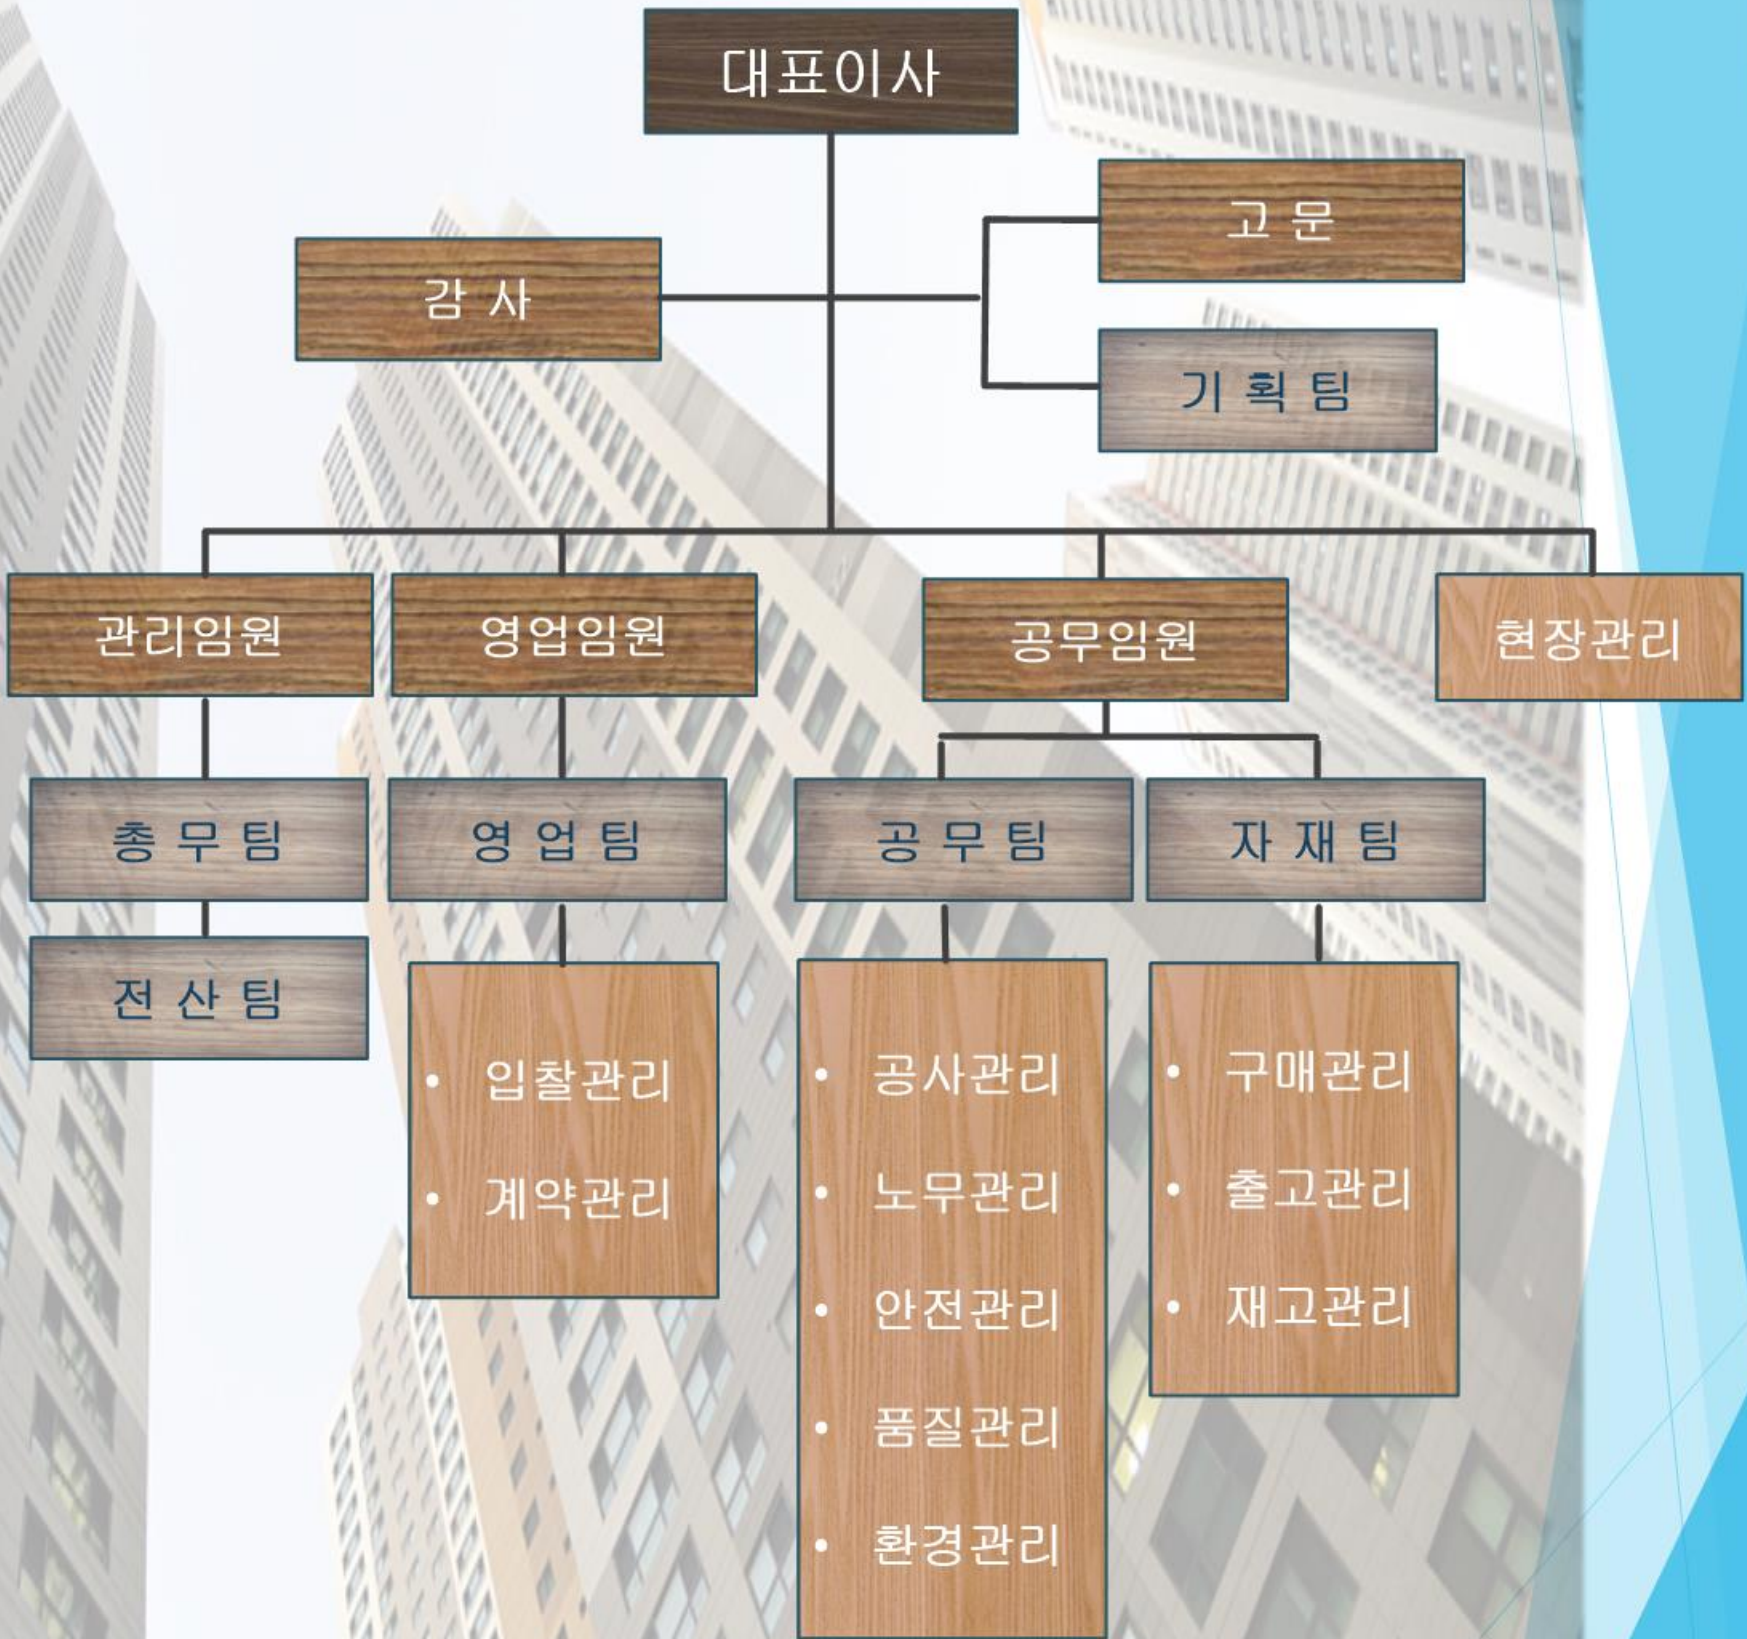 대표이사
고 문
감 사
기 획 팀
관리임원
영업임원
공무임원
현장관리
총 무 팀
영 업 팀
공 무 팀
자 재 팀
전 산 팀
• 입찰관리
• 계약관리
• 공사관리
• 노무관리
• 안전관리
• 품질관리
• 환경관리
• 구매관리
• 출고관리
• 재고관리